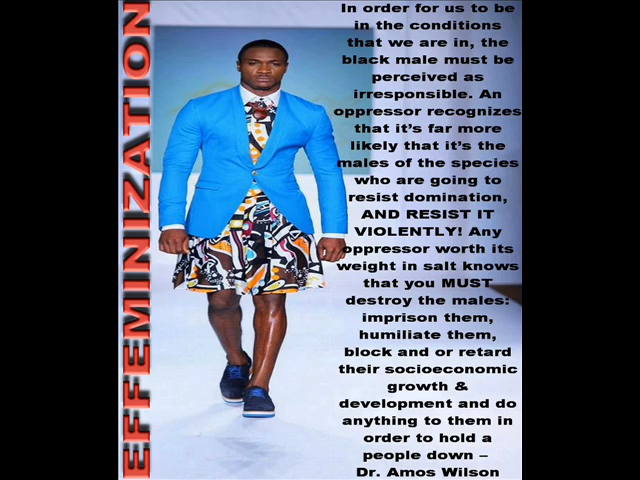 EFFEMINIZATION
In order for us to be
in the conditions
that we are in, the
black male must be
perceived as
irresponsible. An
oppressor recognizes
that it's far more
likely that it's the
males of the species
who are going to
resist domination,
AND RESIST IT
VIOLENTLY! Any
oppressor worth its
weight in salt knows
that you MUST
destroy the males:
imprison them,
humiliate them,
block and or retard
their socioeconomic
growth &
development and do
anything to them in
order to hold a
people down –
Dr. Amos Wilson